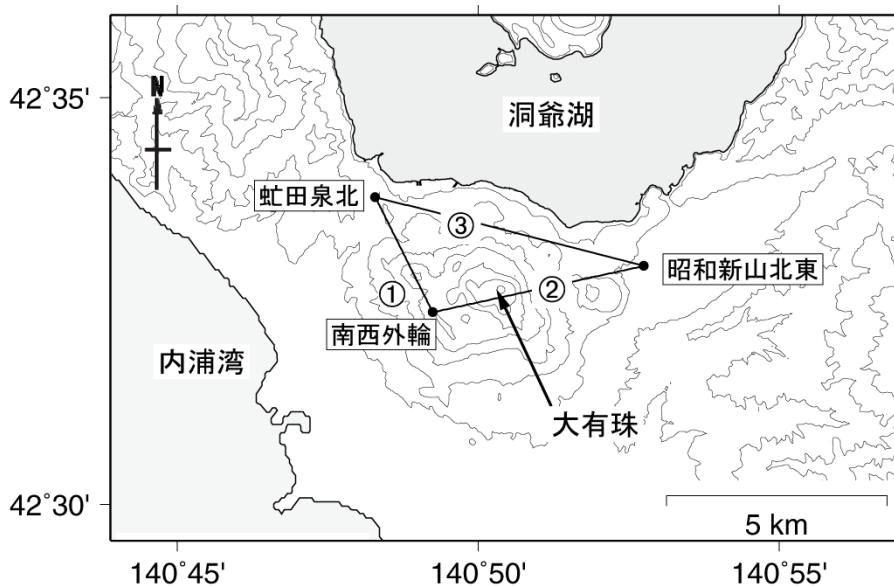 42°35'
N
洞爺湖
虻田泉北
③
昭和新山北東
①
②
南西外輪
内浦湾
大有珠
42°30'
5 km
140°45'
140°50'
140°55'